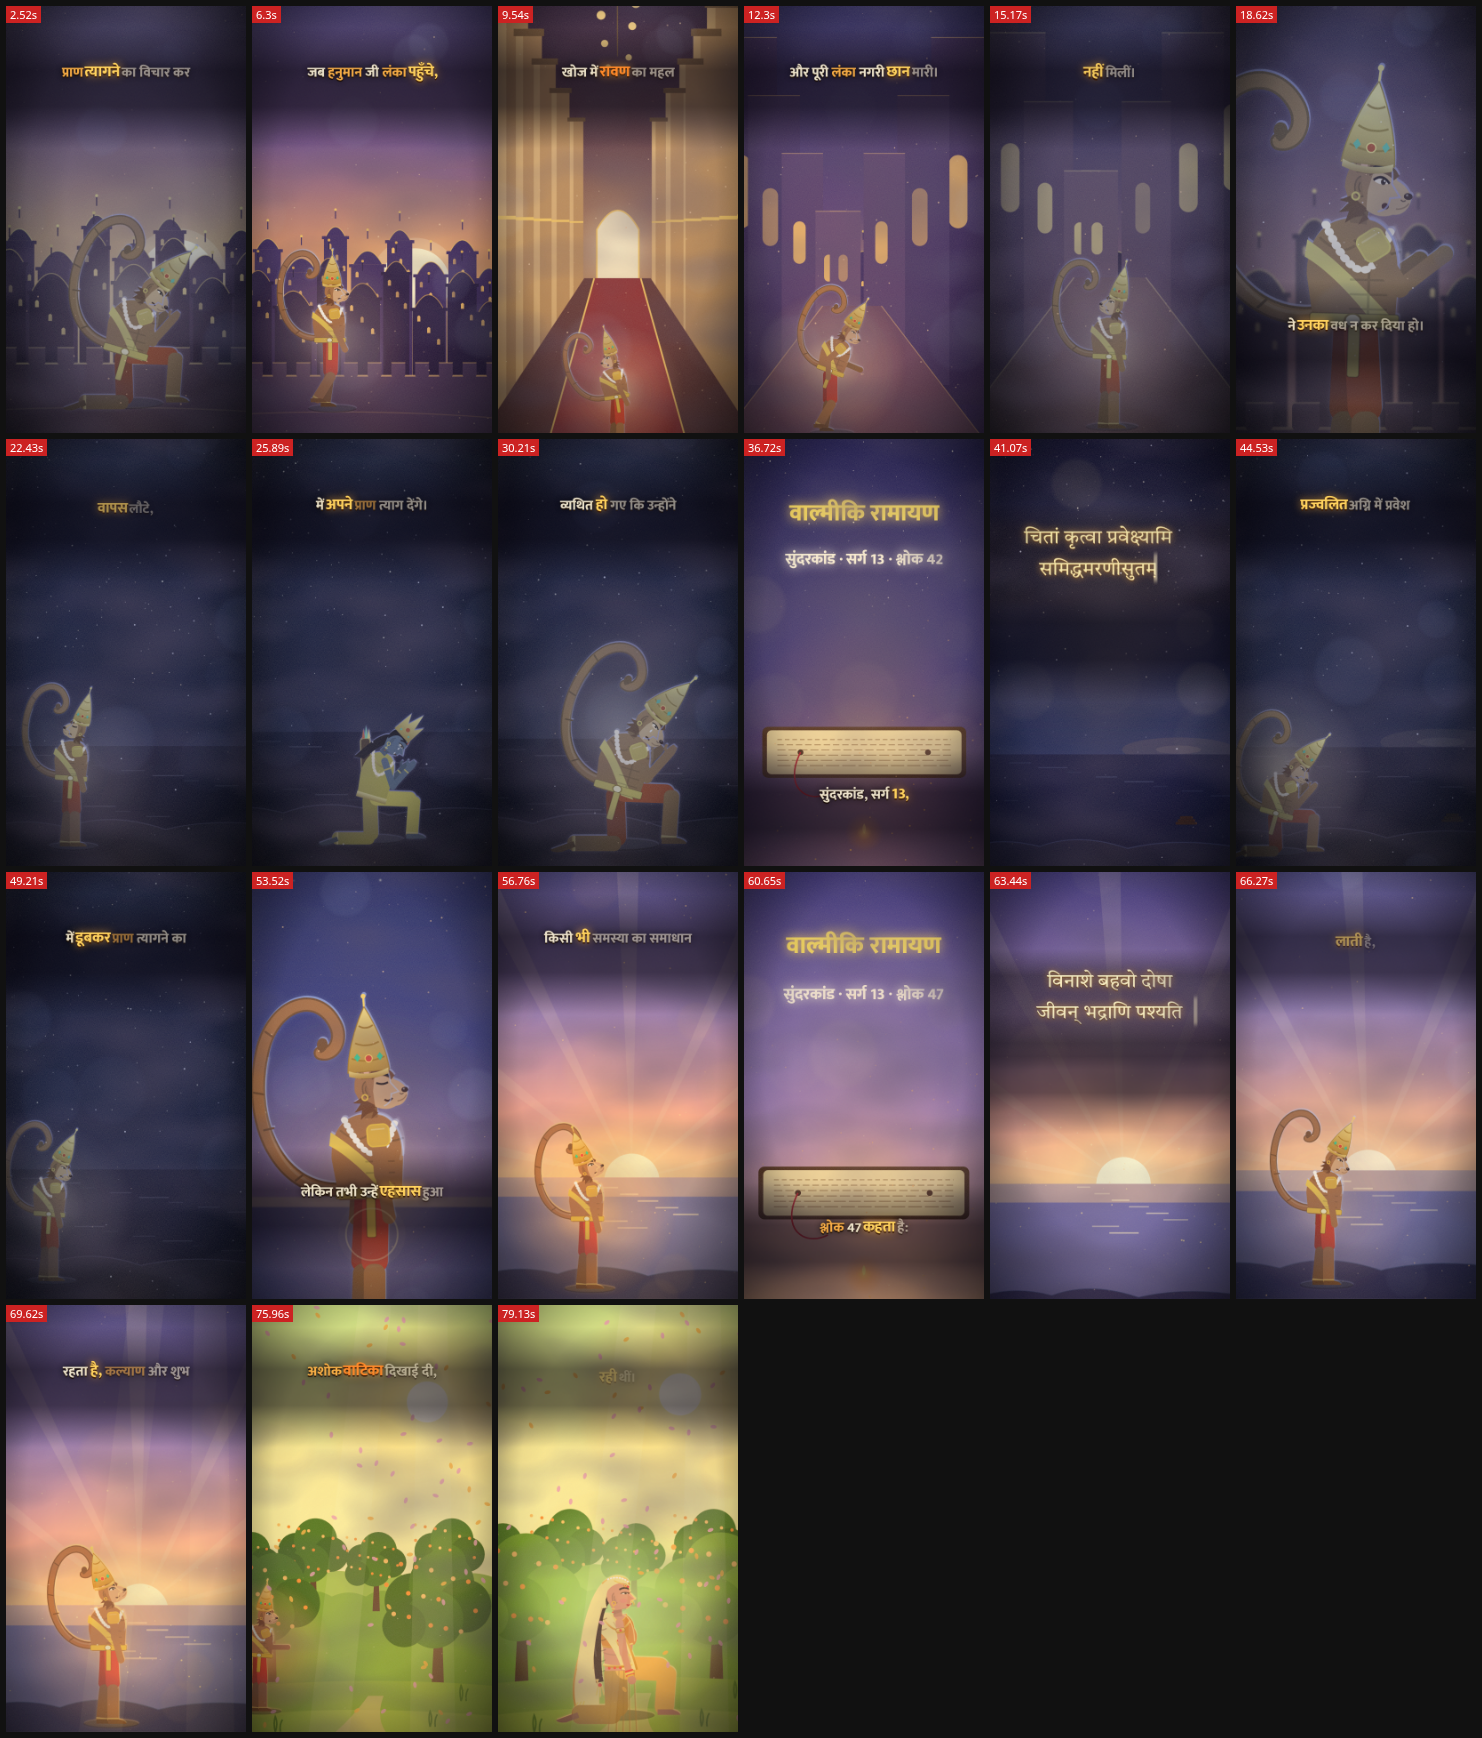 2.52s
प्राण त्यागने का विचार कर
6.3s
जब हनुमान जी लंका पहुँचे,
9.54s
खोज में रावण का महल
12.3s
और पूरी लंका नगरी छान मारी।
15.17s
नहीं मिलीं।
18.62s
ने उनका वध न कर दिया हो।
22.43s
वापस लौटे,
25.89s
में अपने प्राण त्याग देंगे।
30.21s
व्यथित हो गए कि उन्होंने
36.72s
वाल्मीकि रामायण
सुंदरकांड · सर्ग 13 · श्लोक 42
सुंदरकांड, सर्ग 13,
41.07s
चितां कृत्वा प्रवेक्ष्यामि
समिद्धमरणीसुतम
44.53s
प्रज्वलित अग्नि में प्रवेश
49.21s
में डूबकर प्राण त्यागने का
53.52s
लेकिन तभी उन्हें एहसास हुआ
56.76s
किसी भी समस्या का समाधान
60.65s
वाल्मीकि रामायण
सुंदरकांड · सर्ग 13 · श्लोक 47
श्लोक 47 कहता है:
63.44s
विनाशे बहवो दोषा
जीवन् भद्राणि पश्यति
66.27s
लाती है,
69.62s
रहता है, कल्याण और शुभ
75.96s
अशोक वाटिका दिखाई दी,
79.13s
रही थी।